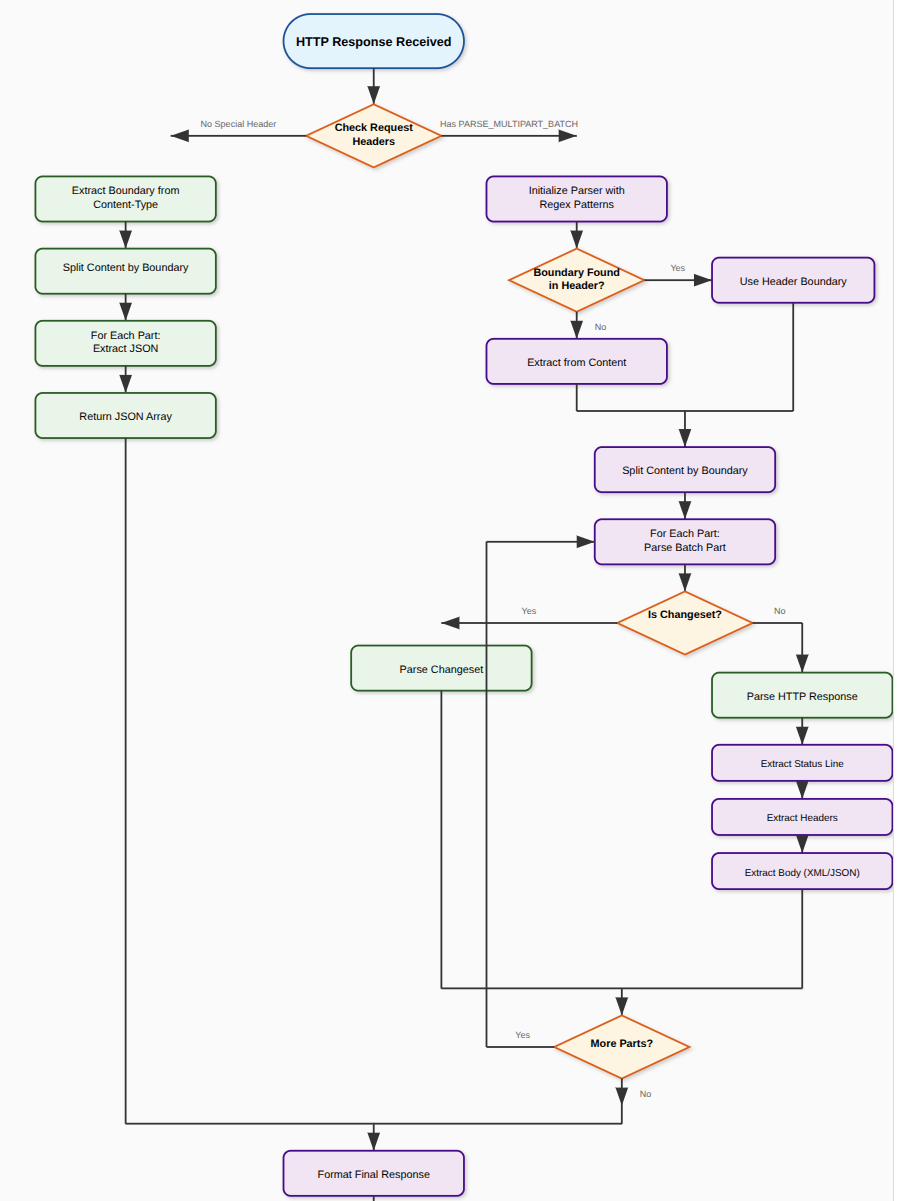 HTTP Response Received
No Special Header
Check Request
Headers
Has PARSE_MULTIPART_BATCH
Extract Boundary from
Content-Type
Initialize Parser with
Regex Patterns
Split Content by Boundary
Boundary Found
in Header?
Yes
Use Header Boundary
No
For Each Part:
Extract JSON
Extract from Content
Return JSON Array
Split Content by Boundary
For Each Part:
Parse Batch Part
Yes
Is Changeset?
No
Parse Changeset
Parse HTTP Response
Extract Status Line
Extract Headers
Extract Body (XML/JSON)
Yes
More Parts?
No
Format Final Response